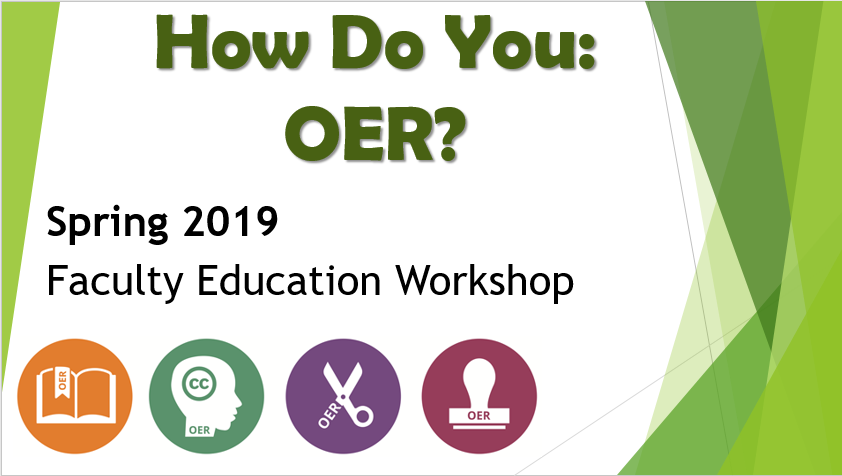 How Do You:
OER?
Spring 2019
Faculty Education Workshop
OER
CC
OER
OER
OER